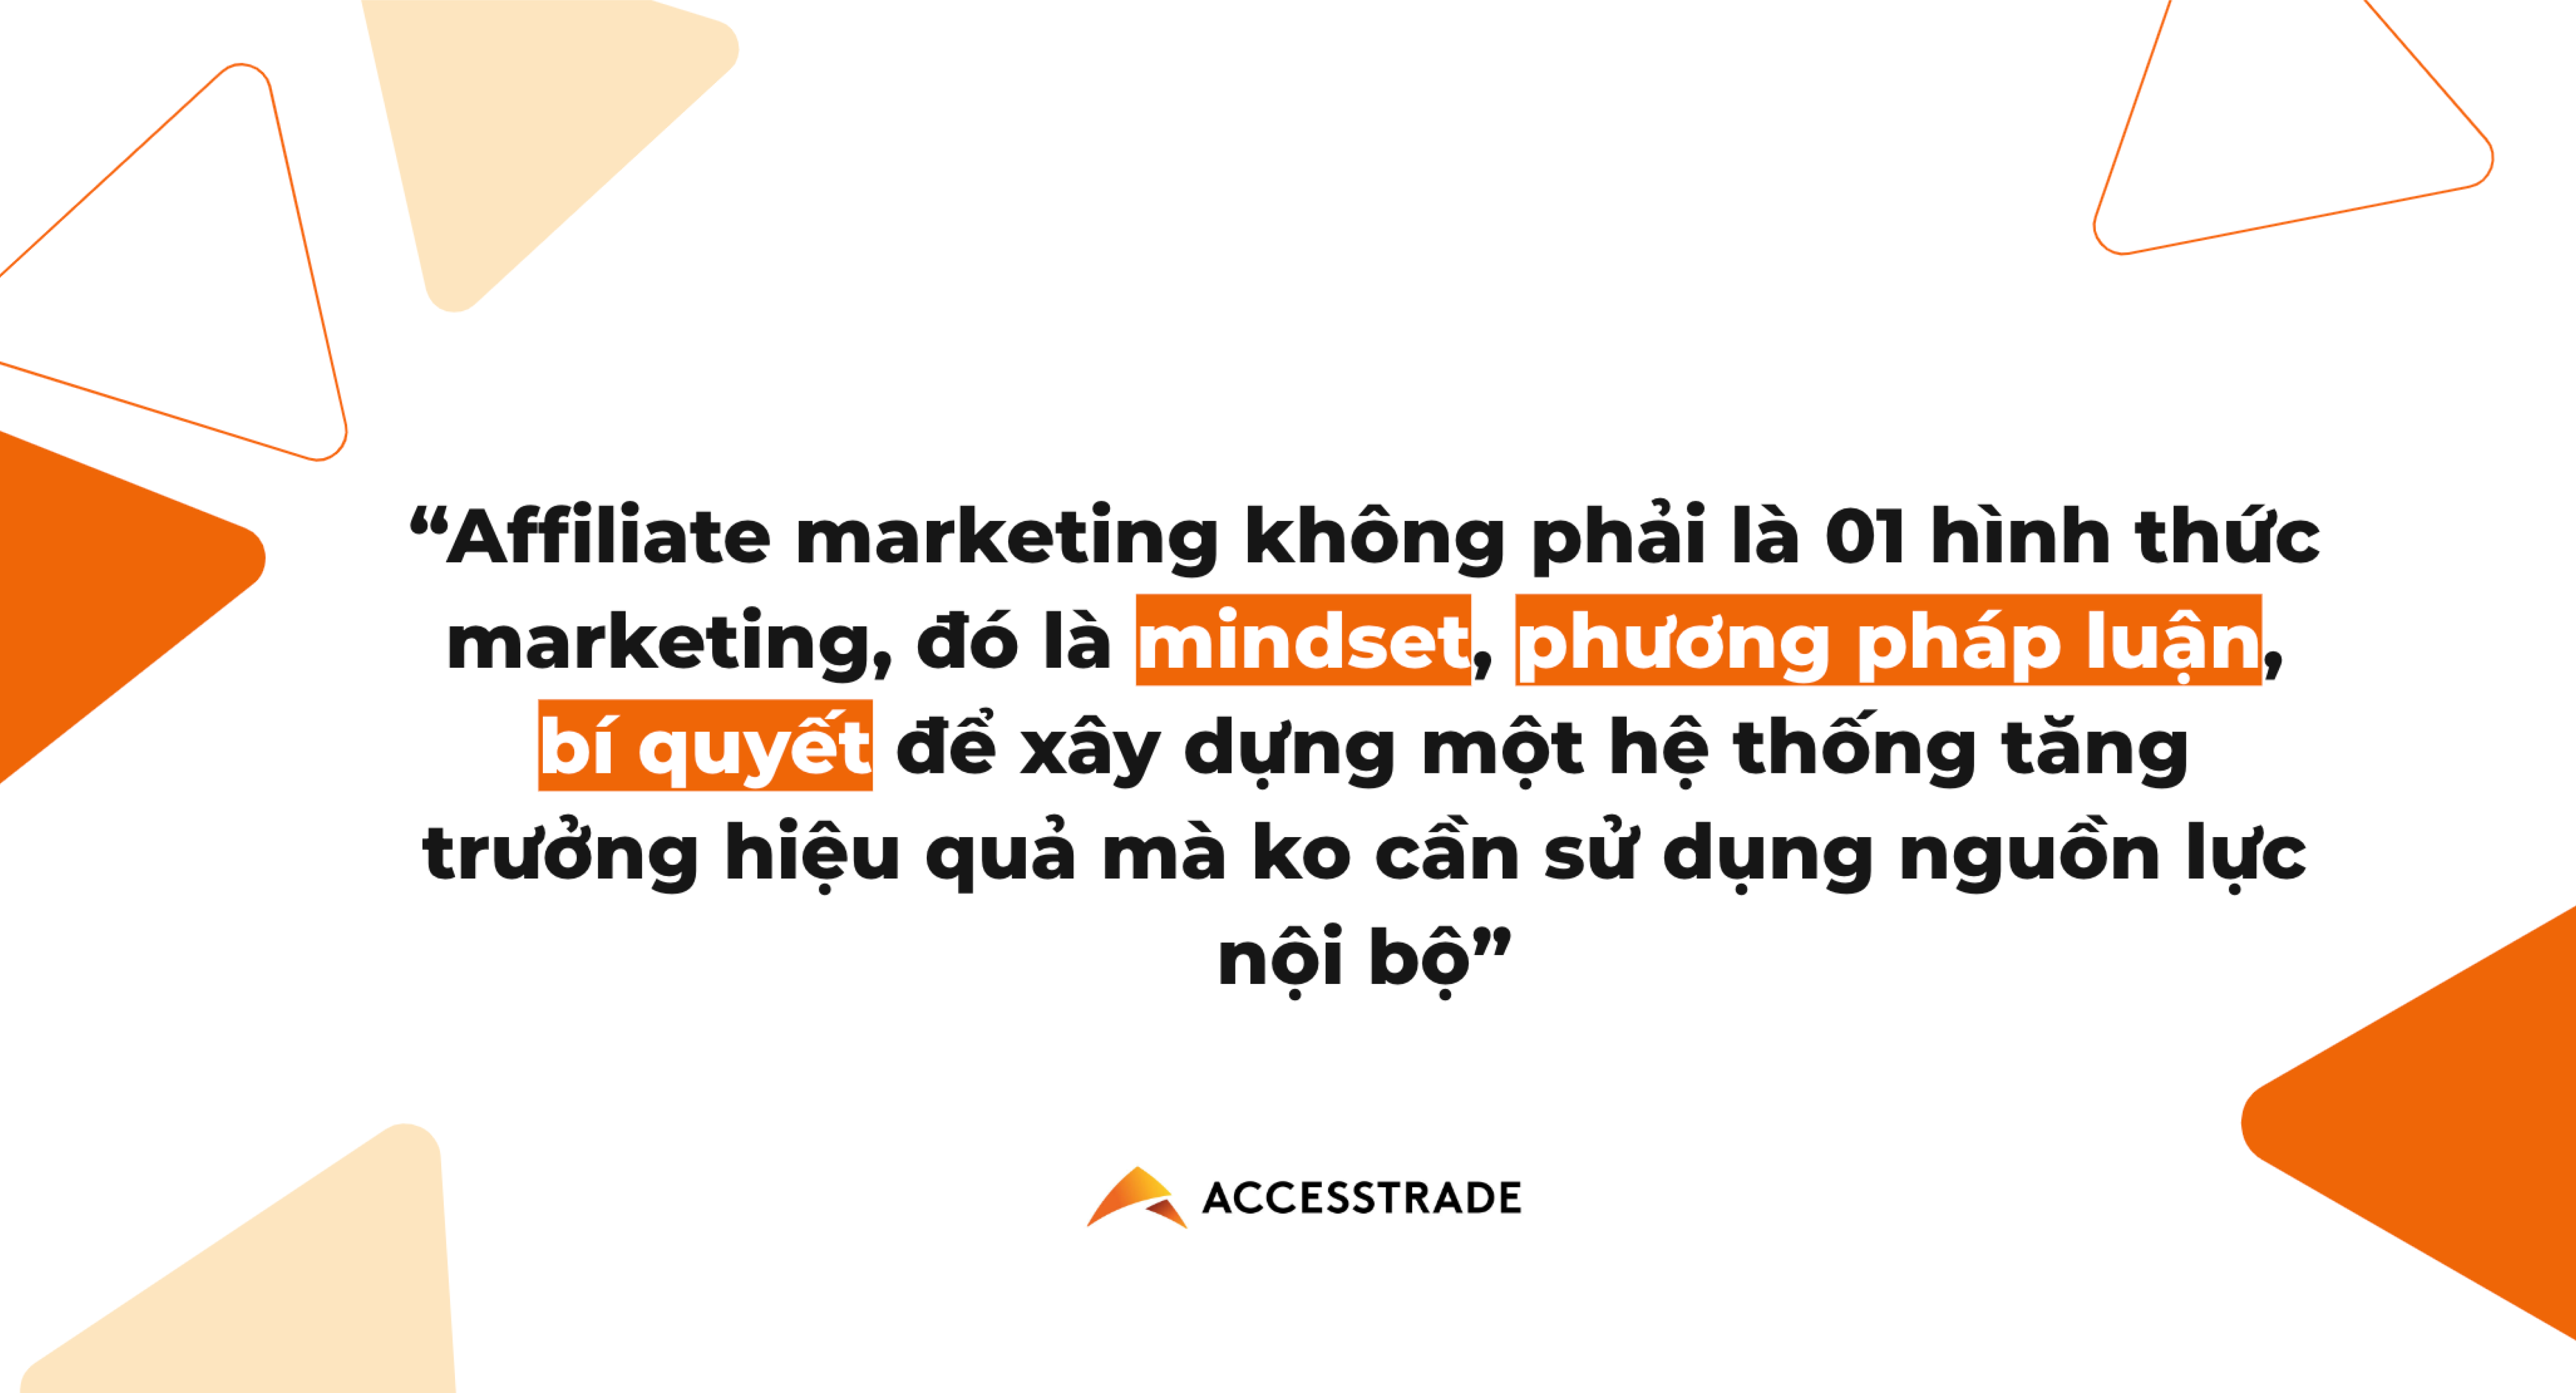 “Affiliate marketing không phải là 01 hình thức
marketing, đó là mindset, phương pháp luận,
bí quyết để xây dựng một hệ thống tăng
trưởng hiệu quả mà ko cần sử dụng nguồn lực
nội bộ”
ACCESSTRADE